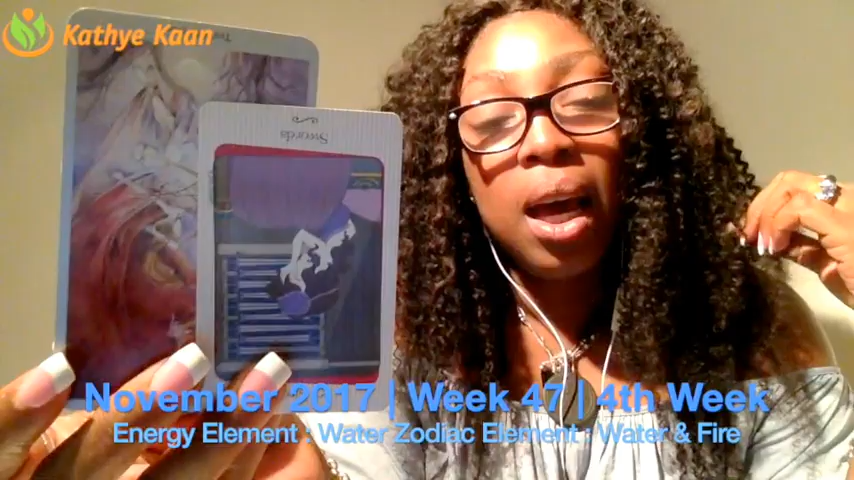 Kathye Kaan
Swords
November 2017 | Week 47 | 4th Week
Energy Element : Water Zodiac Element : Water & Fire